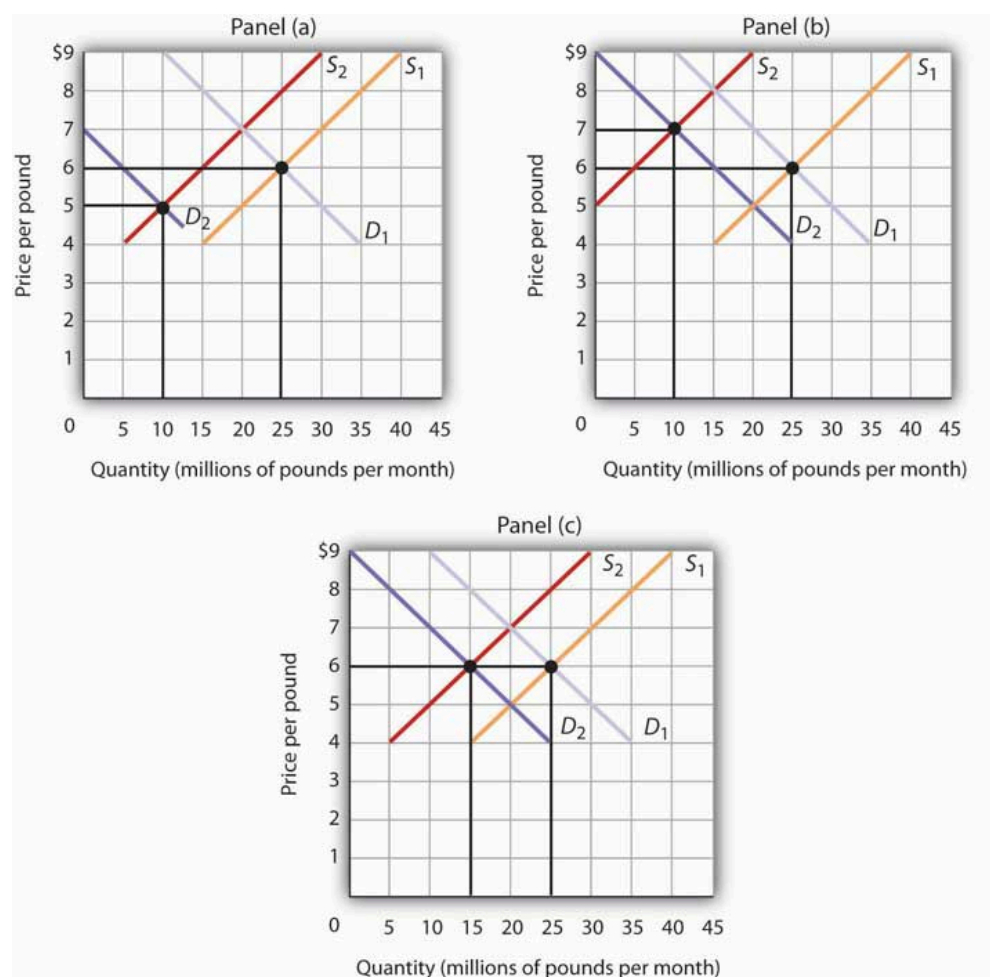 Panel (a)
$9
8
7
6
5
4
3
2
1
0
Price per pound
S2
S1
D2
D1
5 10 15 20 25 30 35 40 45
Quantity (millions of pounds per month)
Panel (b)
$9
8
7
6
5
4
3
2
1
0
Price per pound
S2
S1
D2
D1
5 10 15 20 25 30 35 40 45
Quantity (millions of pounds per month)
Panel (c)
$9
8
7
6
5
4
3
2
1
0
Price per pound
S2
S1
D2
D1
5 10 15 20 25 30 35 40 45
Quantity (millions of pounds per month)